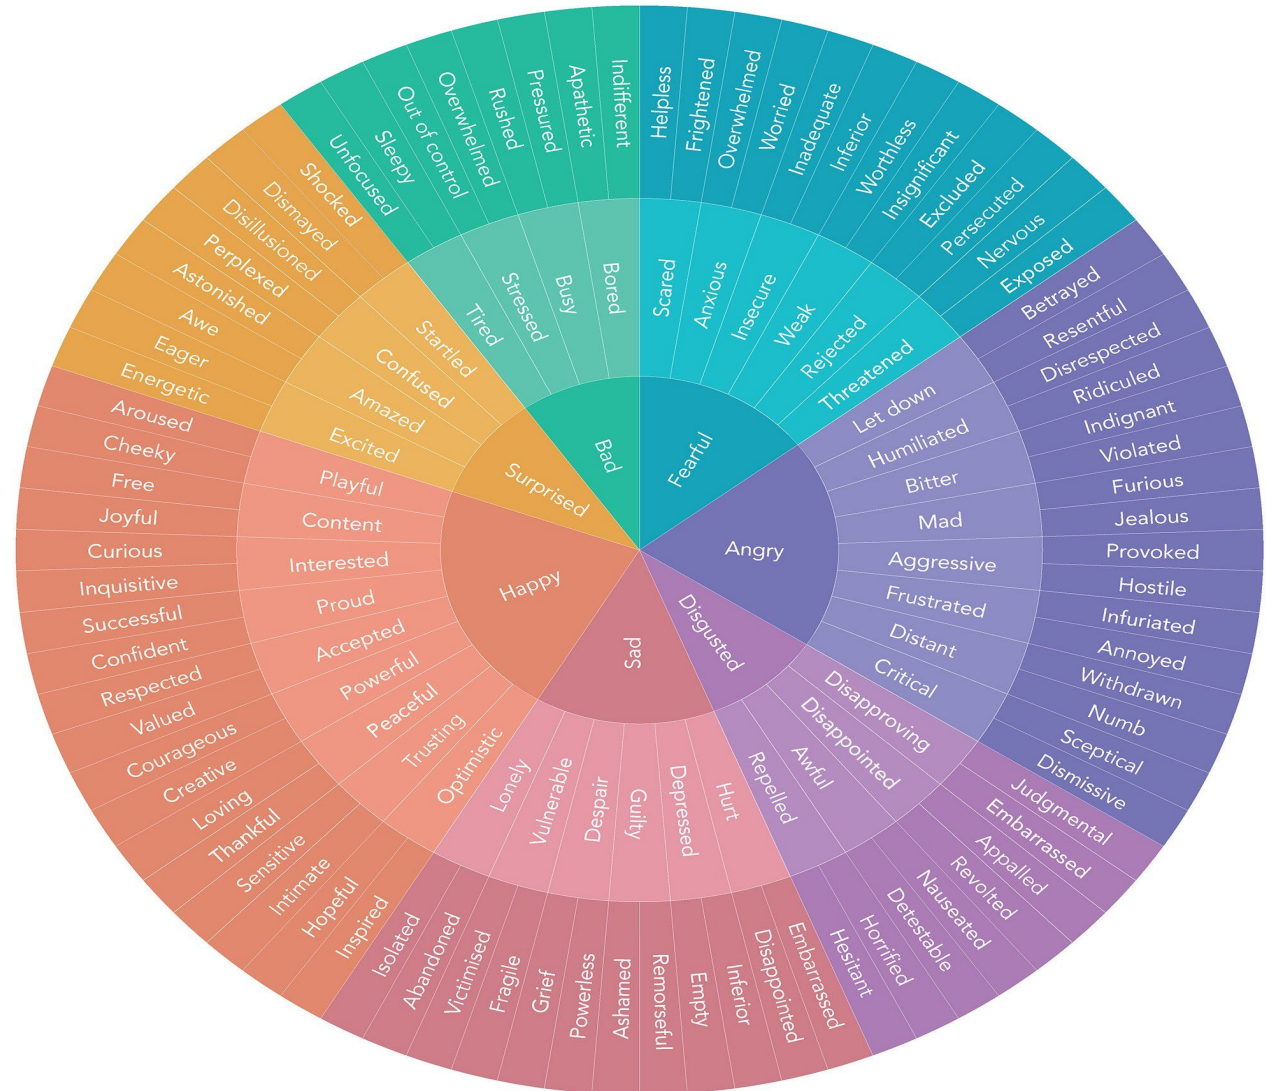 Bad
Fearful
Angry
Disgusted
Sad
Happy
Surprised
Tired
Stressed
Busy
Bored
Scared
Anxious
Insecure
Weak
Rejected
Threatened
Let down
Humiliated
Bitter
Mad
Aggressive
Frustrated
Distant
Critical
Disapproving
Disappointed
Awful
Repelled
Hurt
Depressed
Guilty
Despair
Vulnerable
Lonely
Optimistic
Trusting
Peaceful
Powerful
Accepted
Proud
Interested
Content
Playful
Excited
Amazed
Confused
Startled
Unfocused
Sleepy
Out of control
Overwhelmed
Rushed
Pressured
Apathetic
Indifferent
Helpless
Frightened
Overwhelmed
Worried
Inadequate
Inferior
Worthless
Insignificant
Excluded
Persecuted
Nervous
Exposed
Betrayed
Resentful
Disrespected
Ridiculed
Indignant
Violated
Furious
Jealous
Provoked
Hostile
Infuriated
Annoyed
Withdrawn
Numb
Sceptical
Dismissive
Judgmental
Embarrassed
Appalled
Revolted
Nauseated
Detestable
Horrified
Hesitant
Embarrassed
Disappointed
Inferior
Empty
Remorseful
Ashamed
Powerless
Grief
Fragile
Victimised
Abandoned
Isolated
Inspired
Hopeful
Intimate
Sensitive
Thankful
Loving
Creative
Courageous
Valued
Respected
Confident
Successful
Inquisitive
Curious
Joyful
Free
Cheeky
Aroused
Energetic
Eager
Awe
Astonished
Perplexed
Disillusioned
Dismayed
Shocked